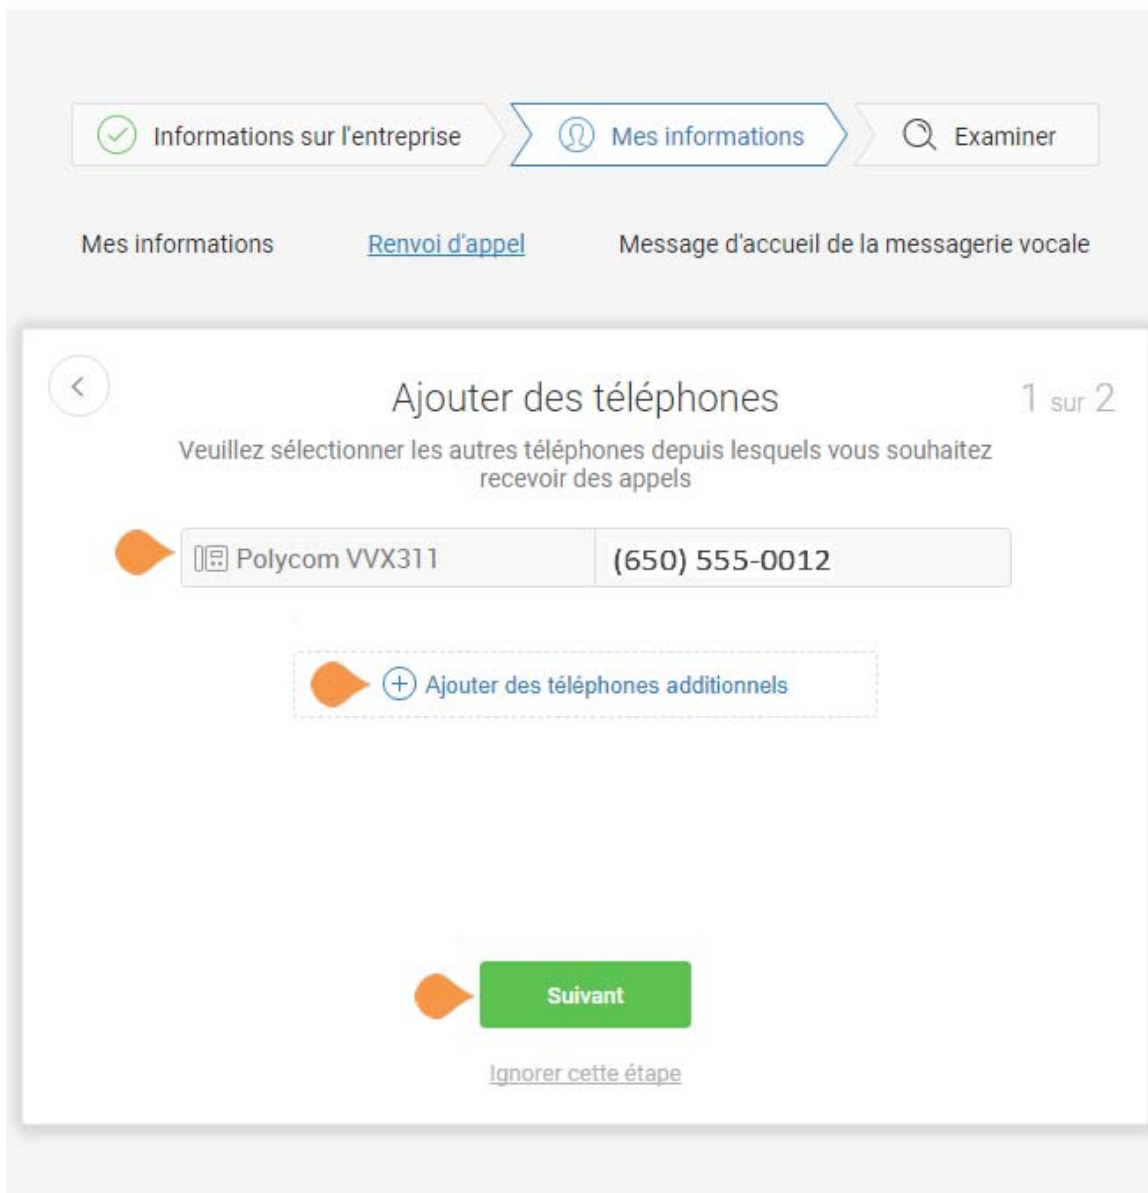 Informations sur l'entreprise
Mes informations
Examiner
Mes informations
Renvoi d'appel
Message d'accueil de la messagerie vocale
Ajouter des téléphones
1 sur 2
Veuillez sélectionner les autres téléphones depuis lesquels vous souhaitez
recevoir des appels
Polycom VVX311
(650) 555-0012
Ajouter des téléphones additionnels
Suivant
Ignorer cette étape